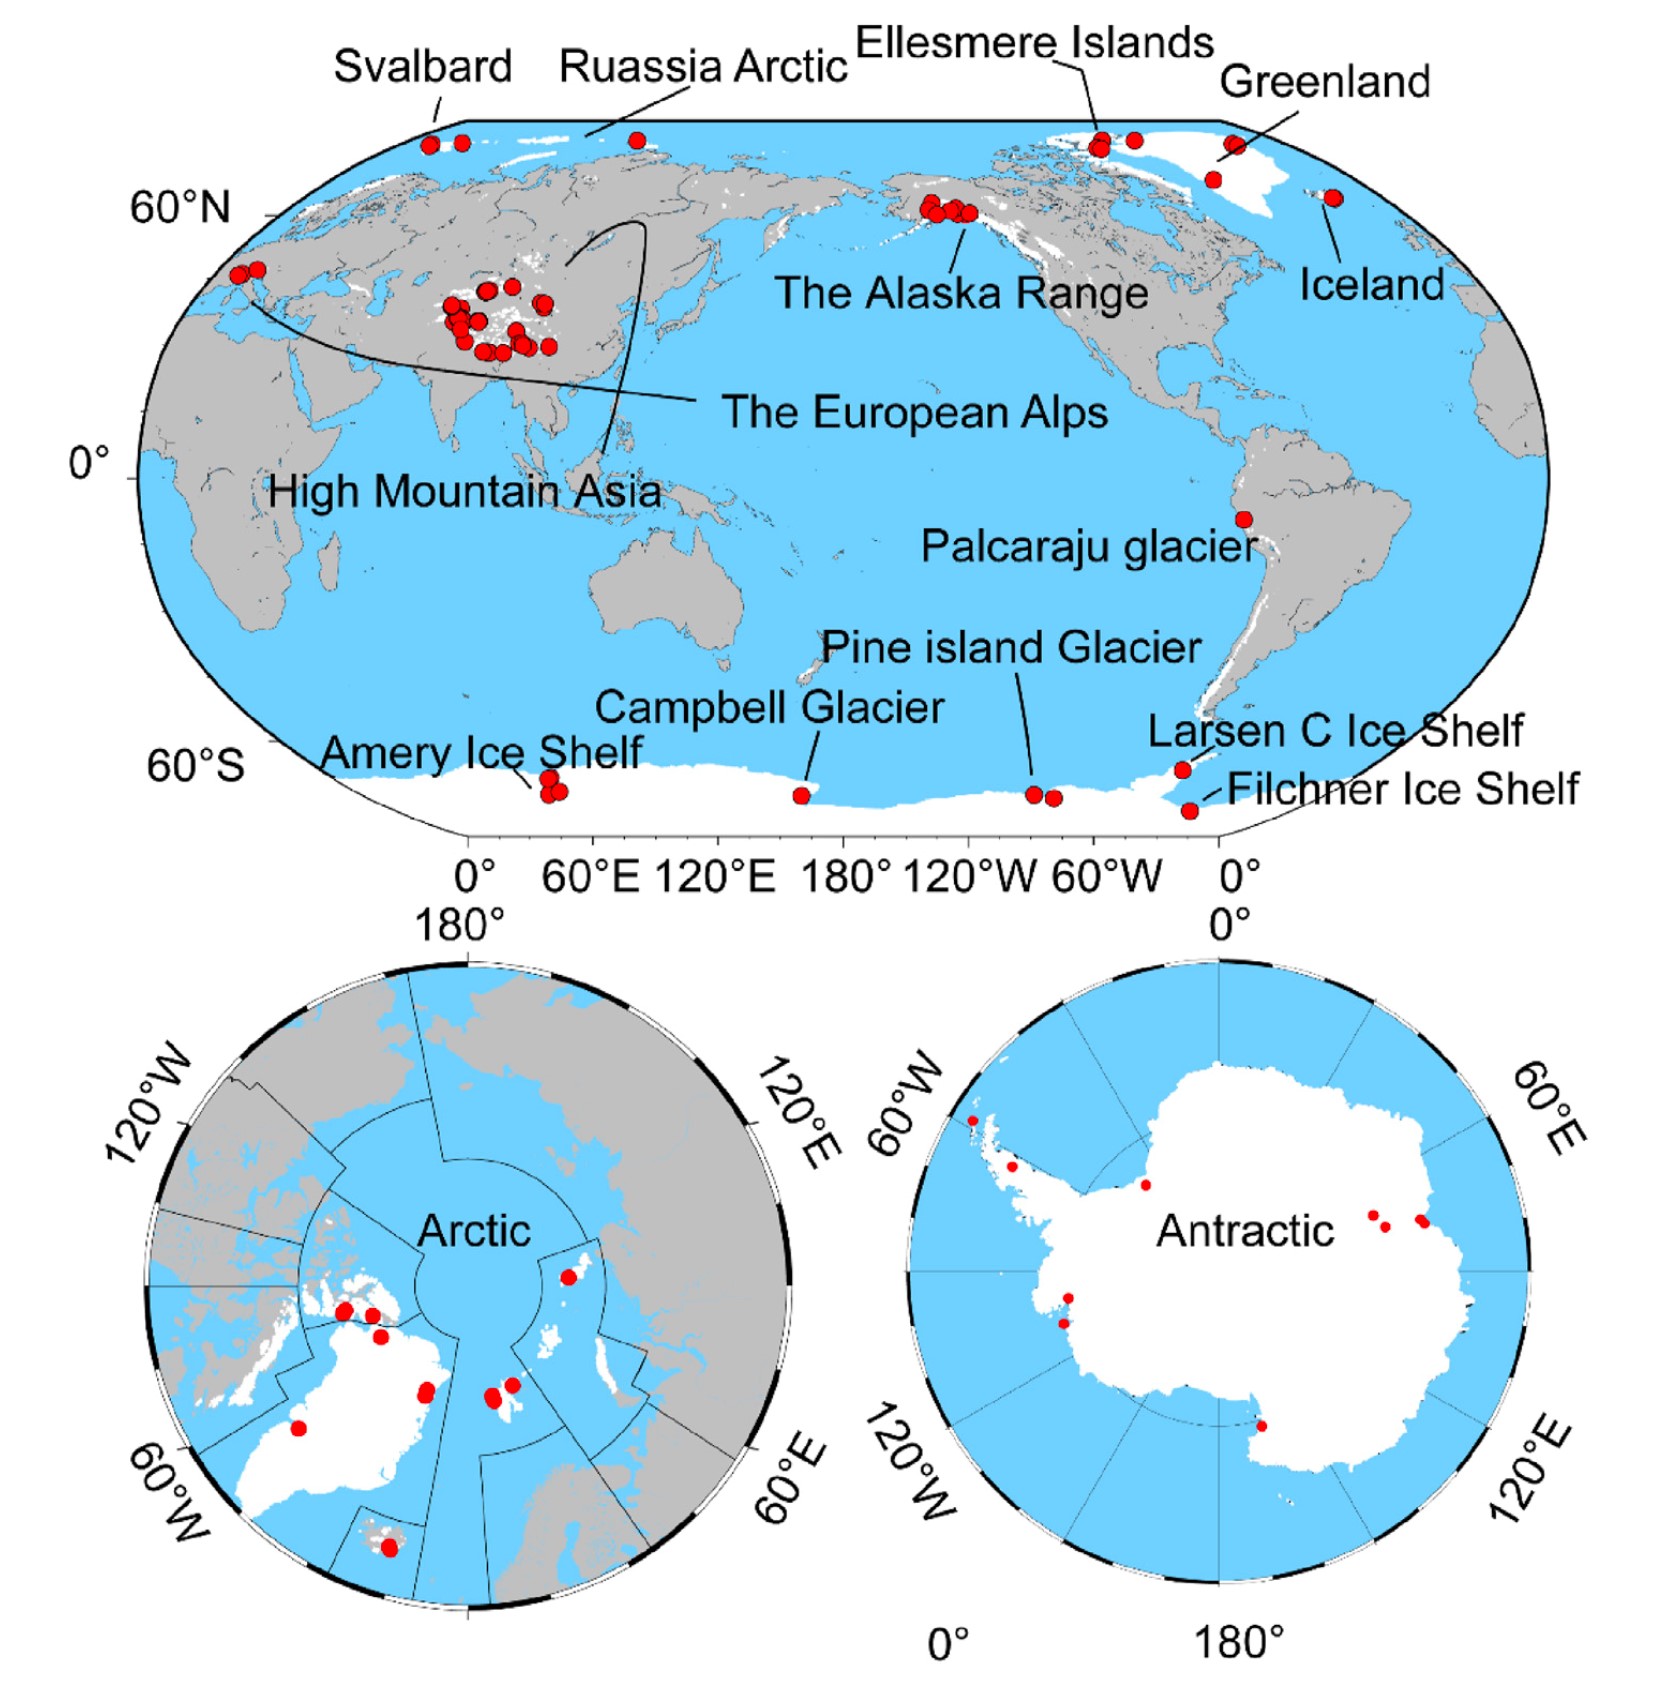 Ellesmere Islands
Svalbard
Ruassia Arctic
Greenland
60°N
The Alaska Range
Iceland
The European Alps
0°
High Mountain Asia
Palcaraju glacier
Pine island Glacier
Campbell Glacier
Larsen C Ice Shelf
60°S
Amery Ice Shelf
Filchner Ice Shelf
0° 60°E 120°E 180° 120°W 60°W 0°
180°
0°
120°W
120°E
60°W
60°E
Arctic
Antractic
60°W
60°E
120°W
120°E
0°
180°